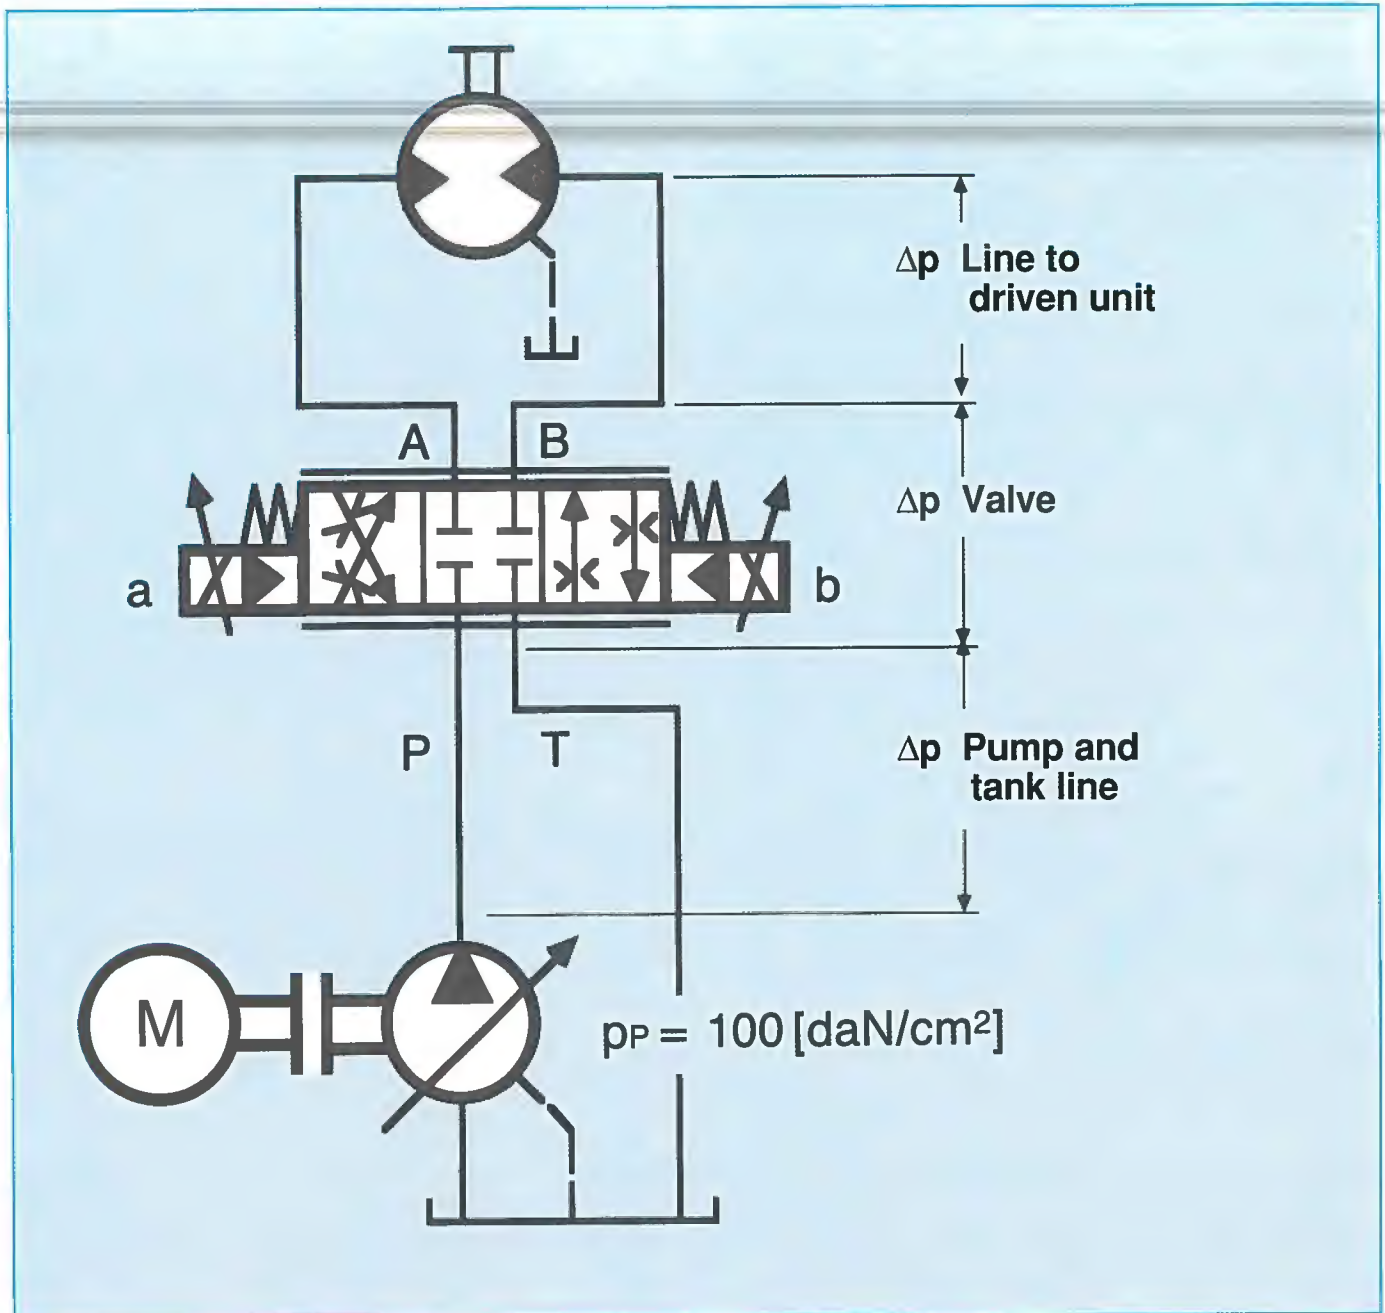 Δp Line to
driven unit
A
B
Δp Valve
a
b
P
T
Δp Pump and
tank line
M
pP = 100 [daN/cm²]